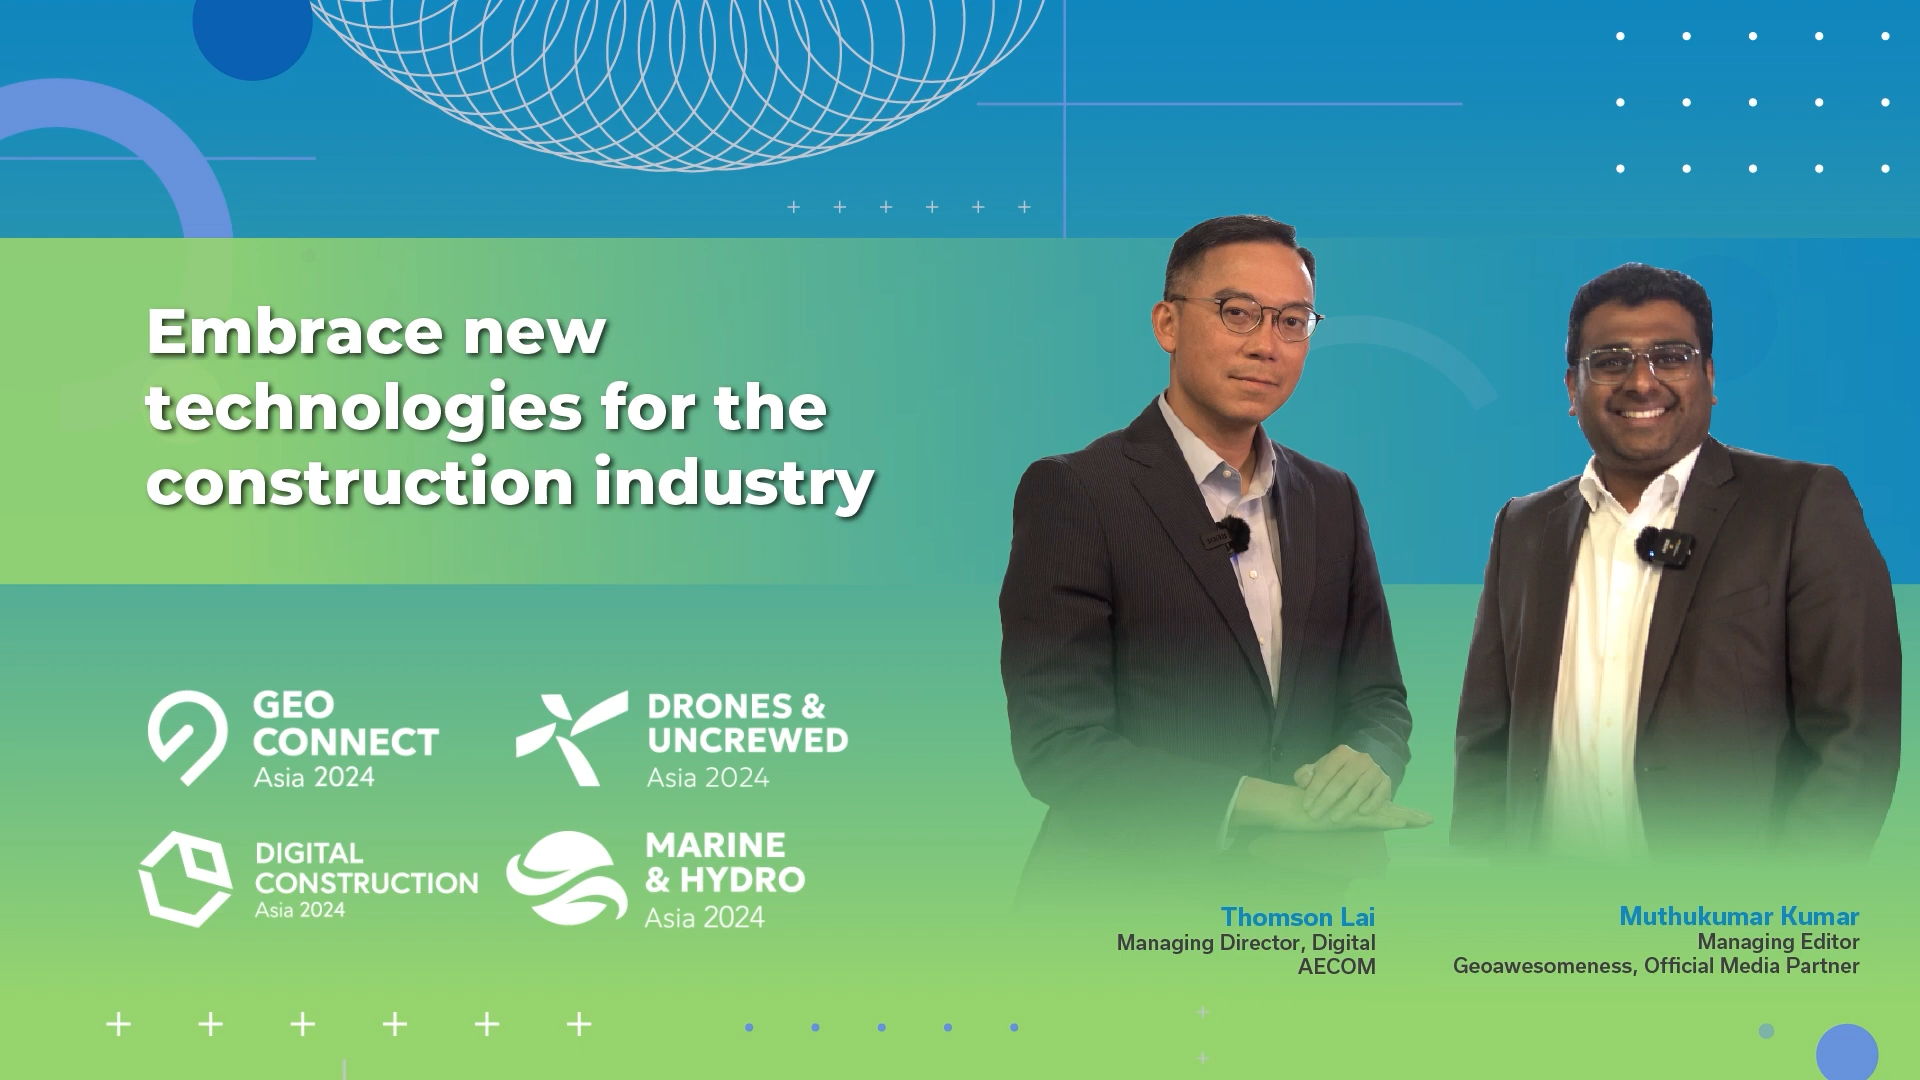 Embrace new
technologies for the
construction industry
GEO
CONNECT
Asia 2024
DRONES &
UNCREWED
Asia 2024
DIGITAL
CONSTRUCTION
Asia 2024
MARINE
& HYDRO
Asia 2024
Thomson Lai
Managing Director, Digital
AECOM
Muthukumar Kumar
Managing Editor
Geoawesomeness, Official Media Partner